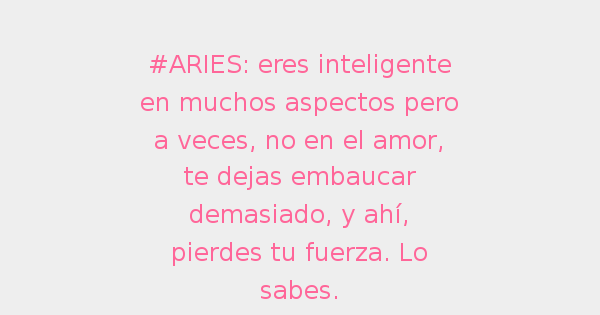 #ARIES: eres inteligente
en muchos aspectos pero
a veces, no en el amor,
te dejas embaucar
demasiado, y ahí,
pierdes tu fuerza. Lo
sabes.